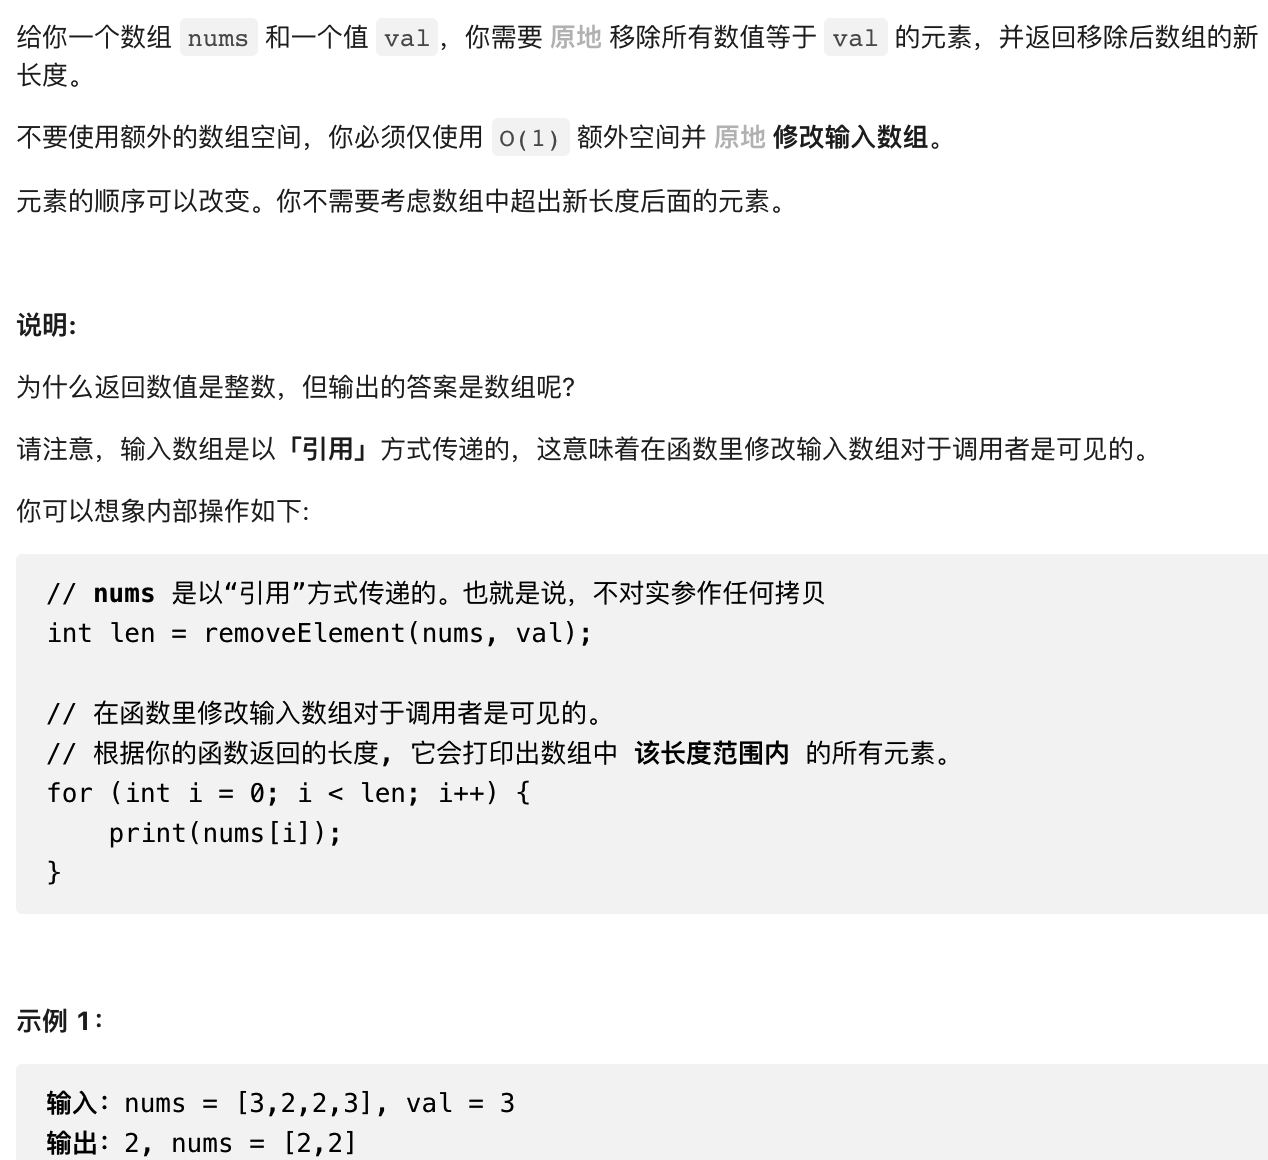 给你一个数组 nums 和一个值 val，你需要 原地 移除所有数值等于 val 的元素，并返回移除后数组的新
长度。
不要使用额外的数组空间，你必须仅使用 O(1) 额外空间并 原地 修改输入数组。
元素的顺序可以改变。你不需要考虑数组中超出新长度后面的元素。
说明:
为什么返回数值是整数，但输出的答案是数组呢?
请注意，输入数组是以「引用」方式传递的，这意味着在函数里修改输入数组对于调用者是可见的。
你可以想象内部操作如下:
// nums 是以“引用”方式传递的。也就是说，不对实参作任何拷贝
int len = removeElement(nums, val);
// 在函数里修改输入数组对于调用者是可见的。
// 根据你的函数返回的长度, 它会打印出数组中 该长度范围内 的所有元素。
for (int i = 0; i < len; i++) {
    print(nums[i]);
}
示例 1：
输入：nums = [3,2,2,3], val = 3
输出：2, nums = [2,2]